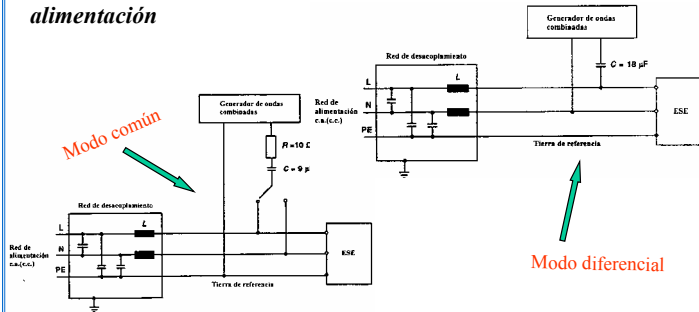 alimentación
Generador de ondas
combinadas
Red de desacoplamiento
L
C = 18 µF
L
N
PE
Red de
alimentación
c.a.(c.c.)
ESE
Tierra de referencia
Modo diferencial
Modo común
Generador de ondas
combinadas
R=10 Ω
C = 9 µ
Red de desacoplamiento
L
L
N
PE
Red de
alimentación
c.a.(c.c.)
ESE
Tierra de referencia